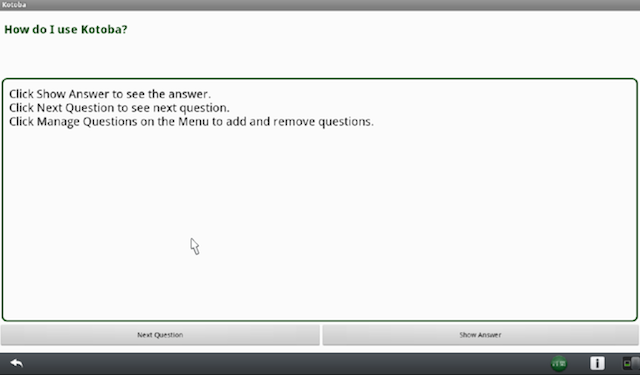 Kotoba
How do I use Kotoba?
Click Show Answer to see the answer.
Click Next Question to see next question.
Click Manage Questions on the Menu to add and remove questions.
Next Question
Show Answer